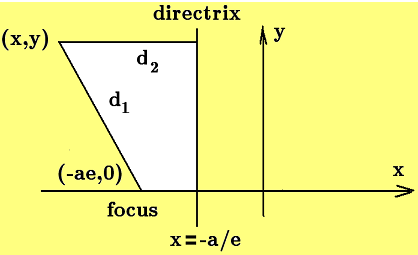 directrix
(x,y)
y
d2
d1
(-ae,0)
x
focus
x=-a/e